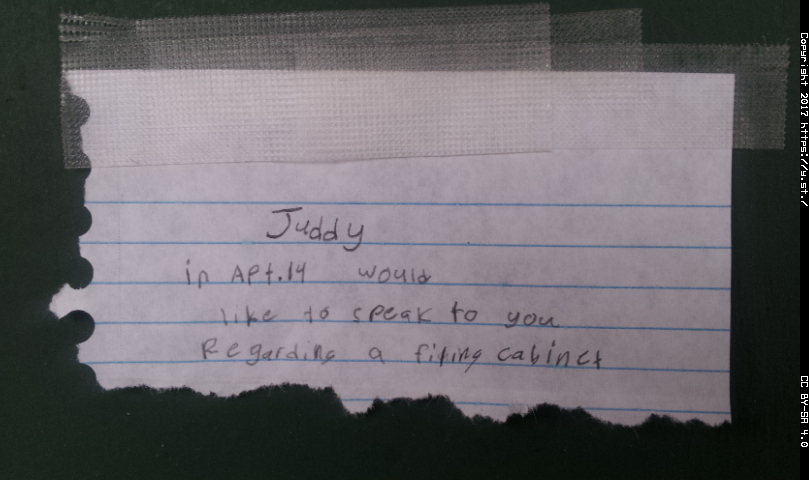 Juddy
in Apt.14 would
like to speak to you
Regarding a filing cabinet
Copyright 2017 https://y.st./
CC BY-SA 4.0